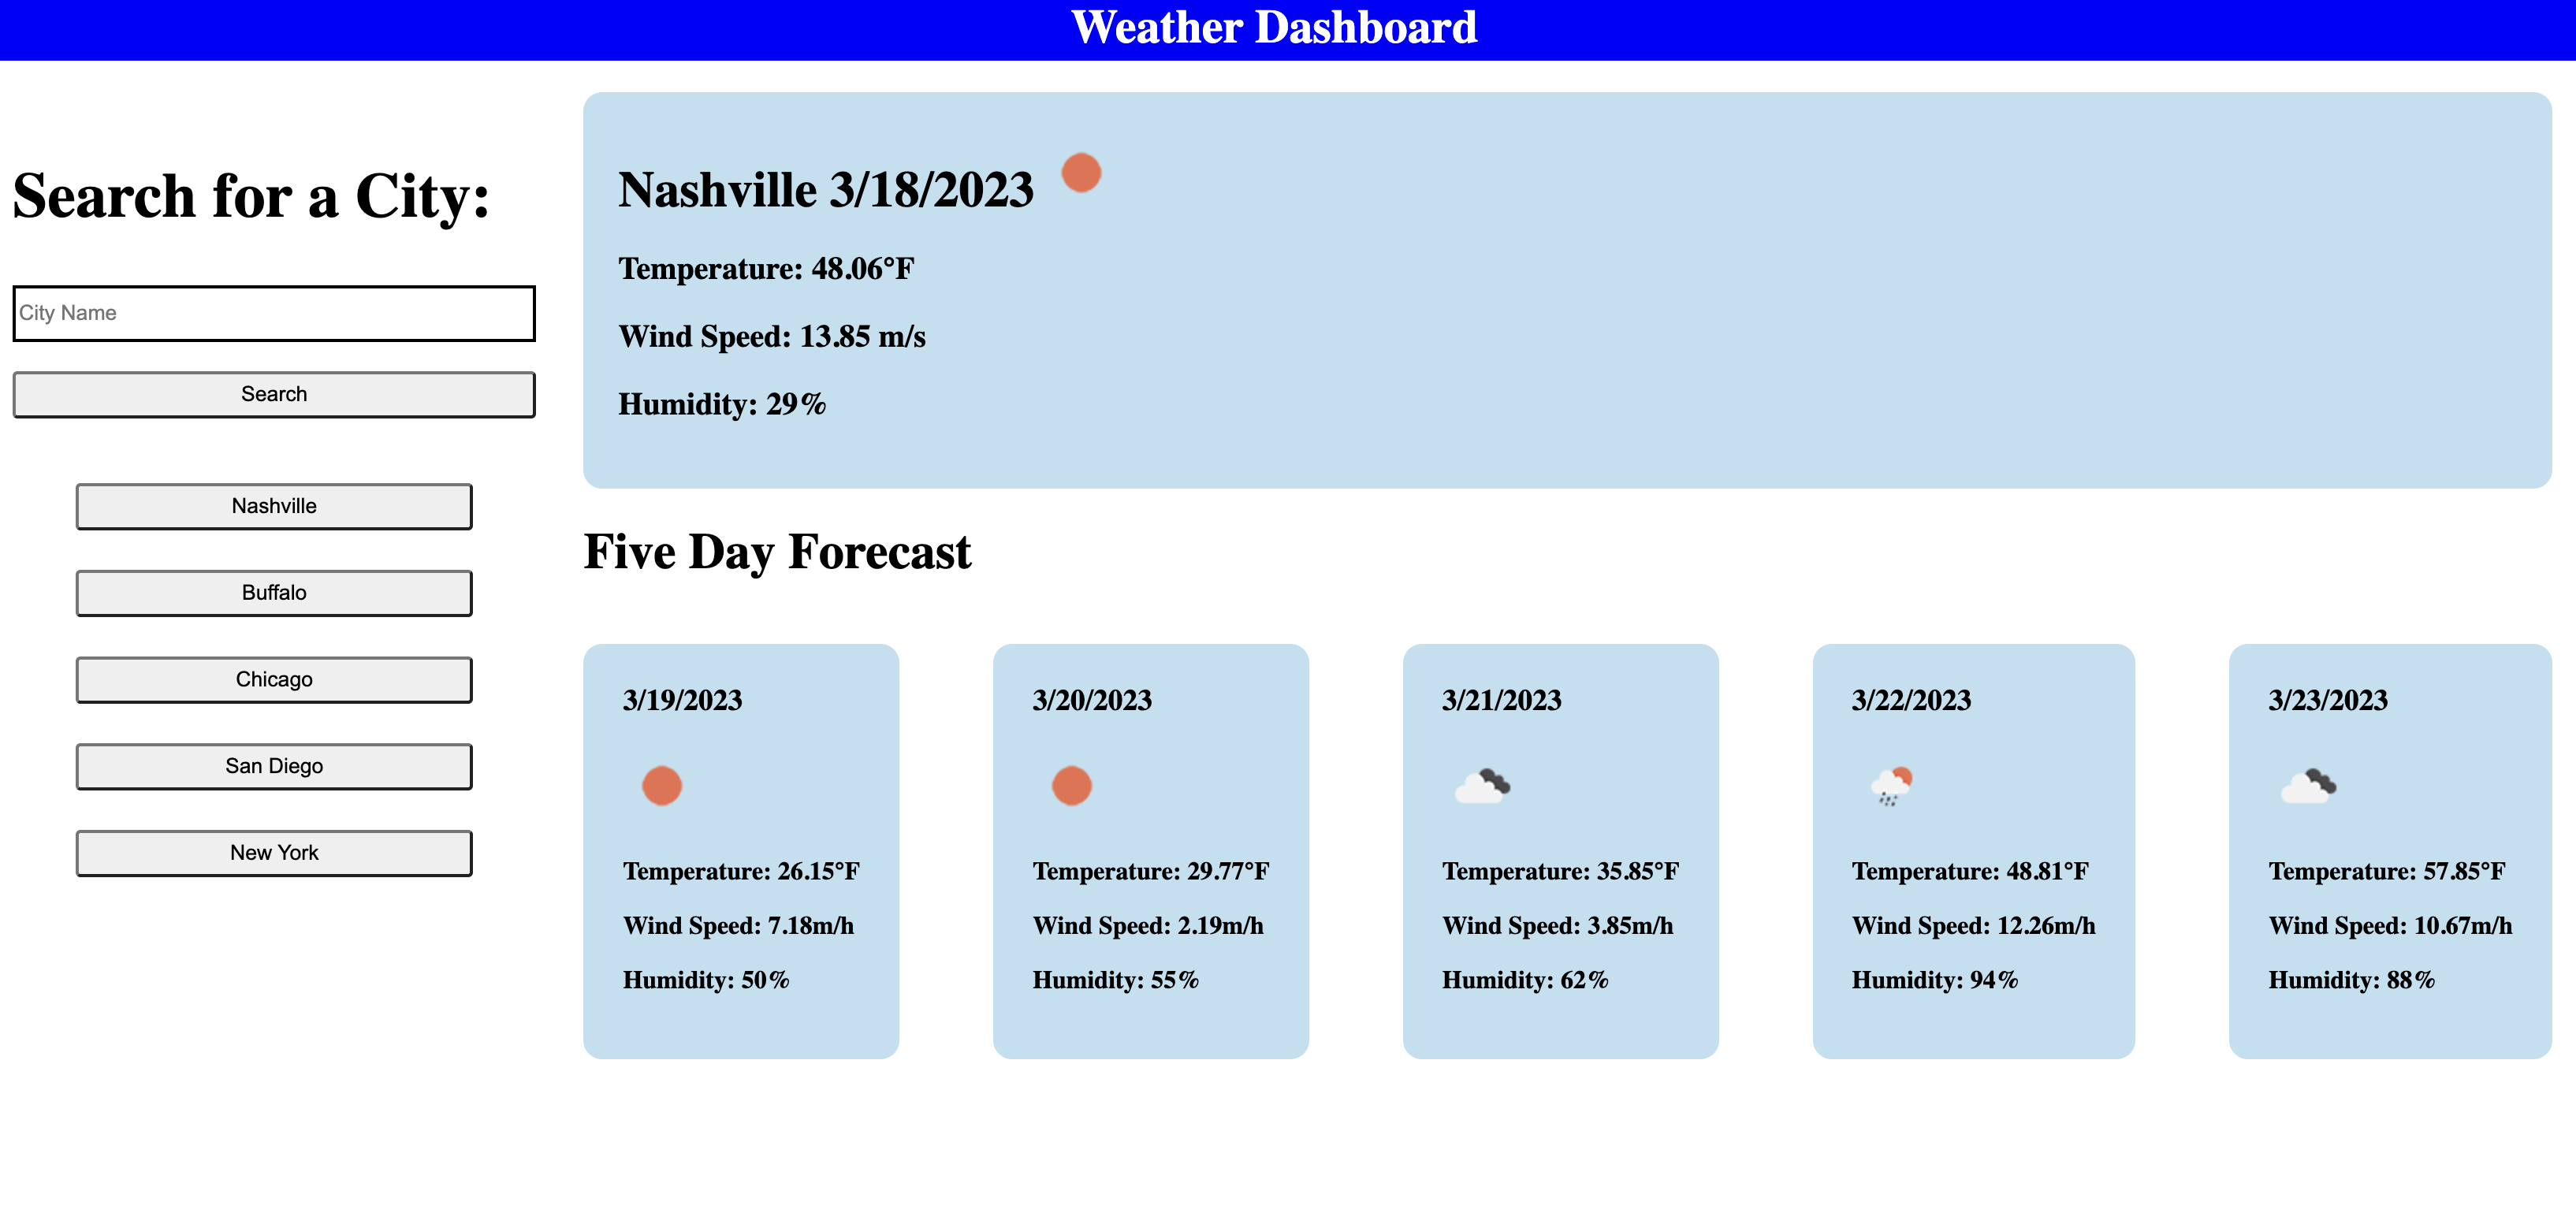 Weather Dashboard
Search for a City:
City Name
Search
Nashville
Buffalo
Chicago
San Diego
New York
Nashville 3/18/2023
Temperature: 48.06°F
Wind Speed: 13.85 m/s
Humidity: 29%
Five Day Forecast
3/19/2023
Temperature: 26.15°F
Wind Speed: 7.18m/h
Humidity: 50%
3/20/2023
Temperature: 29.77°F
Wind Speed: 2.19m/h
Humidity: 55%
3/21/2023
Temperature: 35.85°F
Wind Speed: 3.85m/h
Humidity: 62%
3/22/2023
Temperature: 48.81°F
Wind Speed: 12.26m/h
Humidity: 94%
3/23/2023
Temperature: 57.85°F
Wind Speed: 10.67m/h
Humidity: 88%